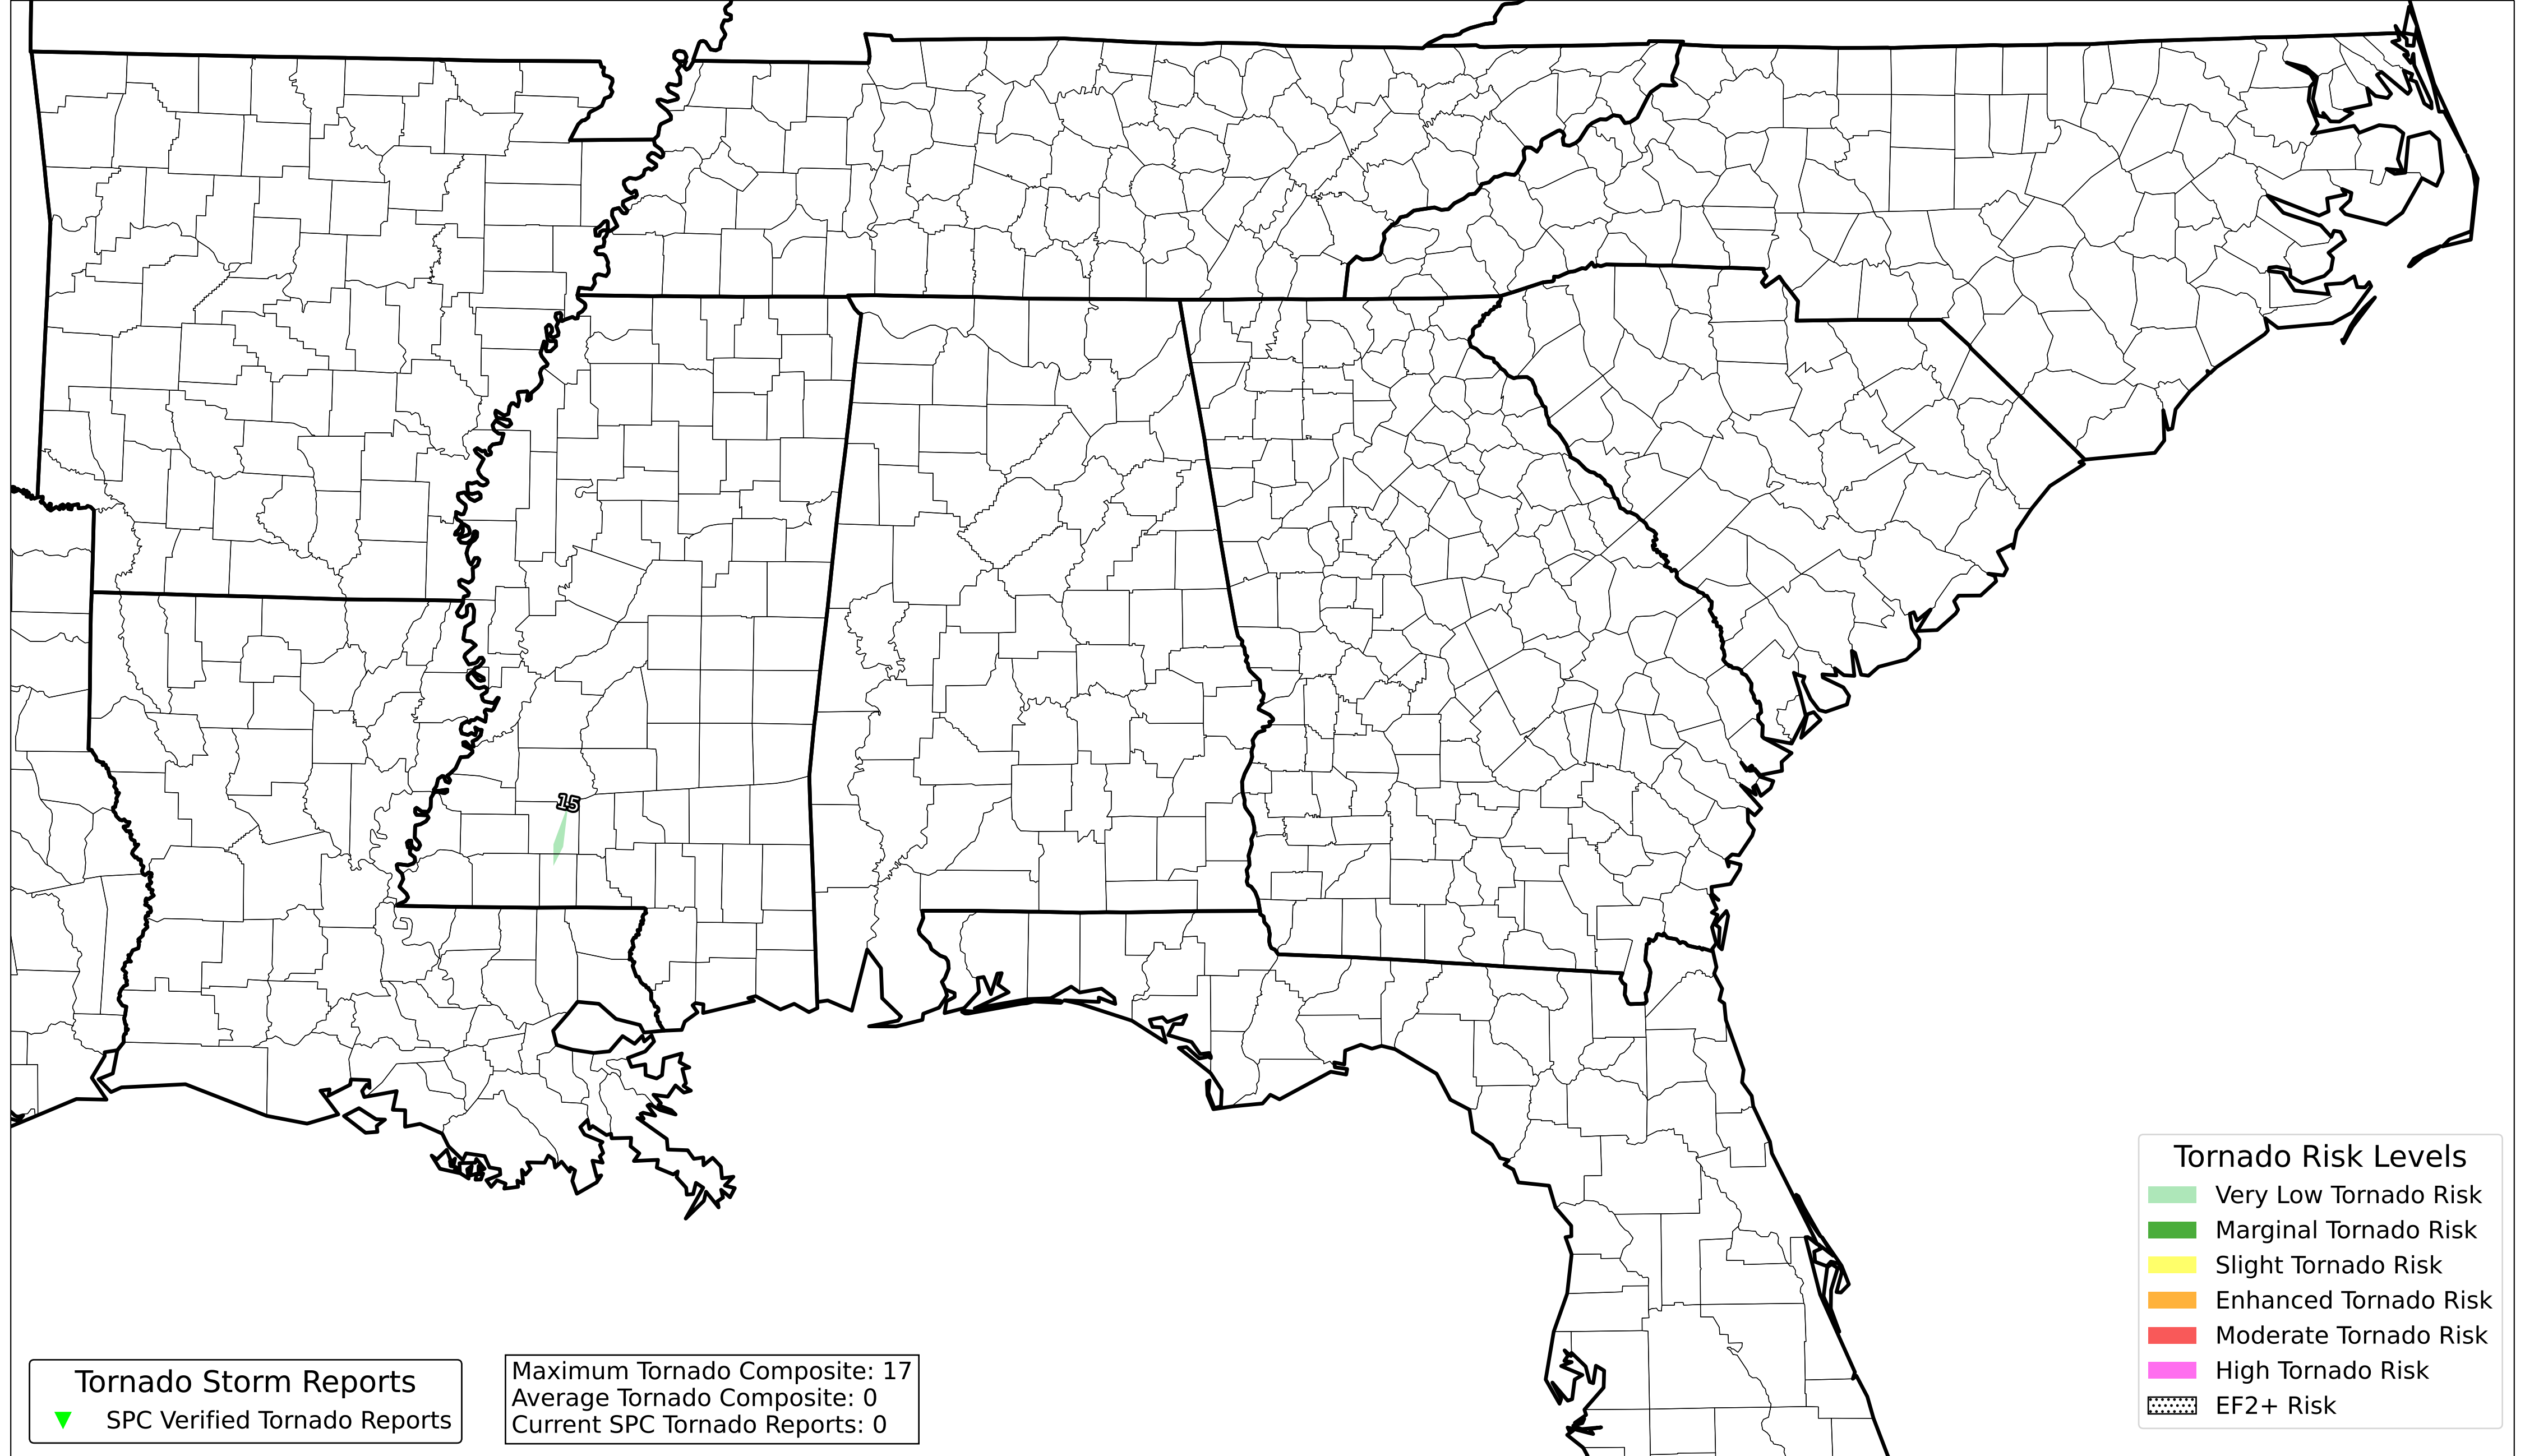 15
Tornado Risk Levels
Very Low Tornado Risk
Marginal Tornado Risk
Slight Tornado Risk
Enhanced Tornado Risk
Moderate Tornado Risk
High Tornado Risk
EF2+ Risk
Tornado Storm Reports
SPC Verified Tornado Reports
Maximum Tornado Composite: 17
Average Tornado Composite: 0
Current SPC Tornado Reports: 0